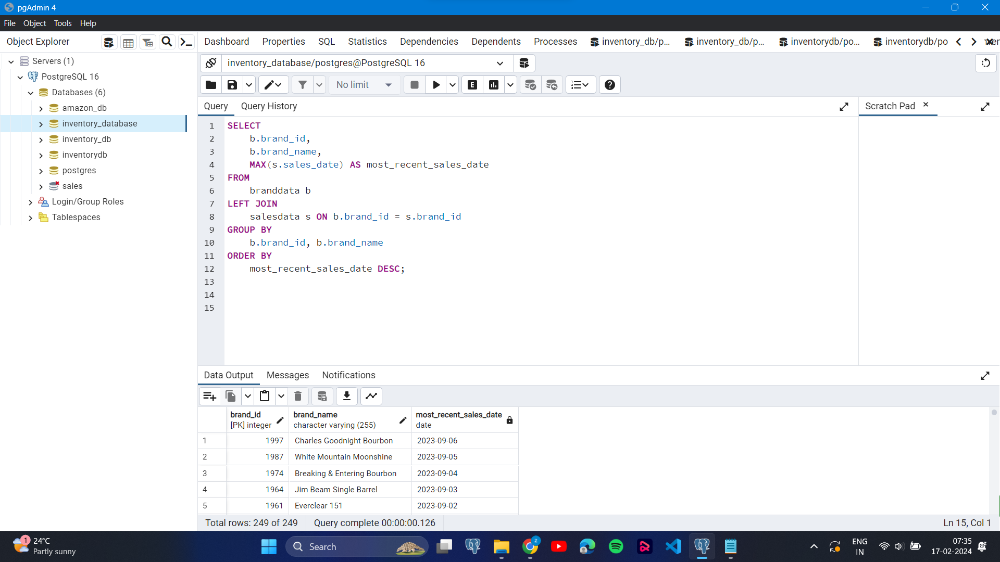 pgAdmin 4
File Object Tools Help
Object Explorer
Dashboard Properties SQL Statistics Dependencies Dependents Processes inventory_db/p... inventory_db/p... inventorydb/po... inventorydb/po
Servers (1)
PostgreSQL 16
Databases (6)
amazon_db
inventory_database
inventory_db
inventorydb
postgres
sales
Login/Group Roles
Tablespaces
inventory_database/postgres@PostgreSQL 16
No limit
E
Query Query History
Scratch Pad
1 SELECT
2 b.brand_id,
3 b.brand_name,
4 MAX(s.sales_date) AS most_recent_sales_date
5 FROM
6 branddata b
7 LEFT JOIN
8 salesdata s ON b.brand_id = s.brand_id
9 GROUP BY
10 b.brand_id, b.brand_name
11 ORDER BY
12 most_recent_sales_date DESC;
13
14
15
Data Output Messages Notifications
brand_id brand_name most_recent_sales_date
[PK] integer character varying (255) date
1 1997 Charles Goodnight Bourbon 2023-09-06
2 1987 White Mountain Moonshine 2023-09-05
3 1974 Breaking & Entering Bourbon 2023-09-04
4 1964 Jim Beam Single Barrel 2023-09-03
5 1961 Everclear 151 2023-09-02
Total rows: 249 of 249 Query complete 00:00:00.126 Ln 15, Col 1
1
24°C
Partly sunny
Search
ENG
IN
07:35
17-02-2024